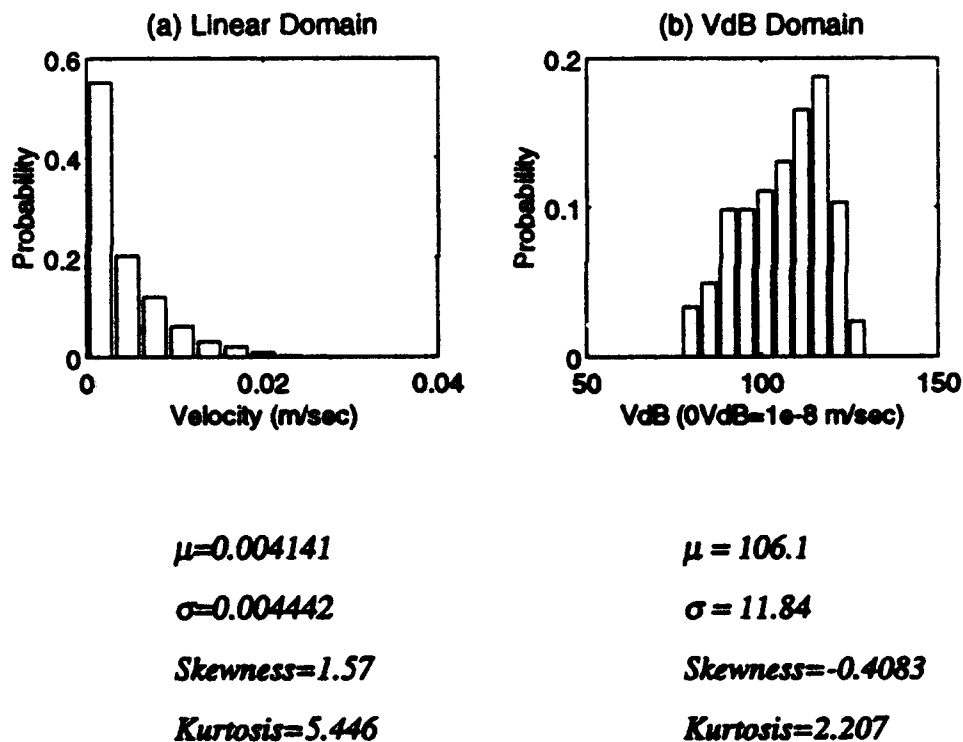 (a) Linear Domain
0.6
0.4
0.2
0
Probability
0
0.02
0.04
Velocity (m/sec)
(b) VdB Domain
0.2
0.1
0
Probability
50
100
150
VdB (0VdB=1e-8 m/sec)
μ=0.004141
σ=0.004442
Skewness=1.57
Kurtosis=5.446
μ = 106.1
σ = 11.84
Skewness=-0.4083
Kurtosis=2.207